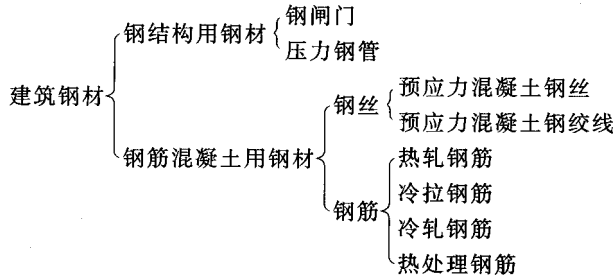 建筑钢材
钢结构用钢材
钢闸门
压力钢管
钢筋混凝土用钢材
钢丝
预应力混凝土钢丝
预应力混凝土钢绞线
钢筋
热轧钢筋
冷拉钢筋
冷轧钢筋
热处理钢筋